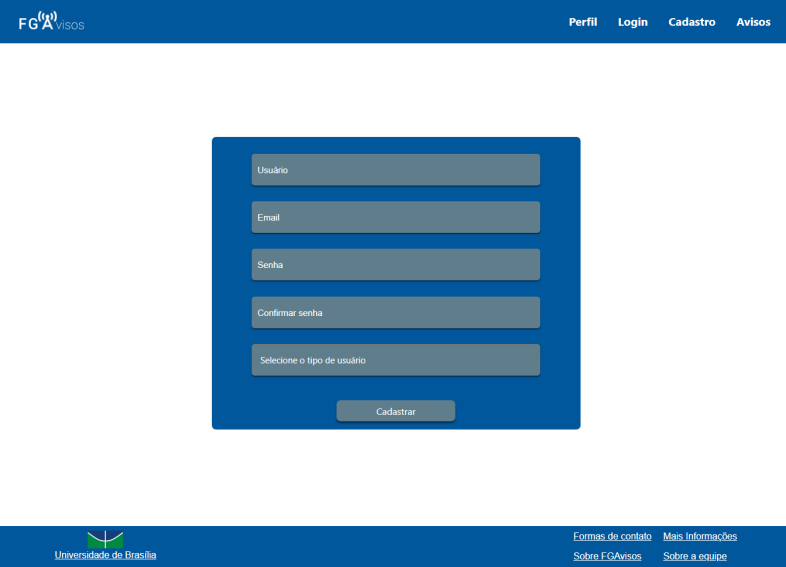 FGAvisos
Perfil Login Cadastro Avisos
Usuário
Email
Senha
Confirmar senha
Selecione o tipo de usuário
Cadastrar
Universidade de Brasília
Formas de contato Mais Informações
Sobre FGAvisos Sobre a equipe